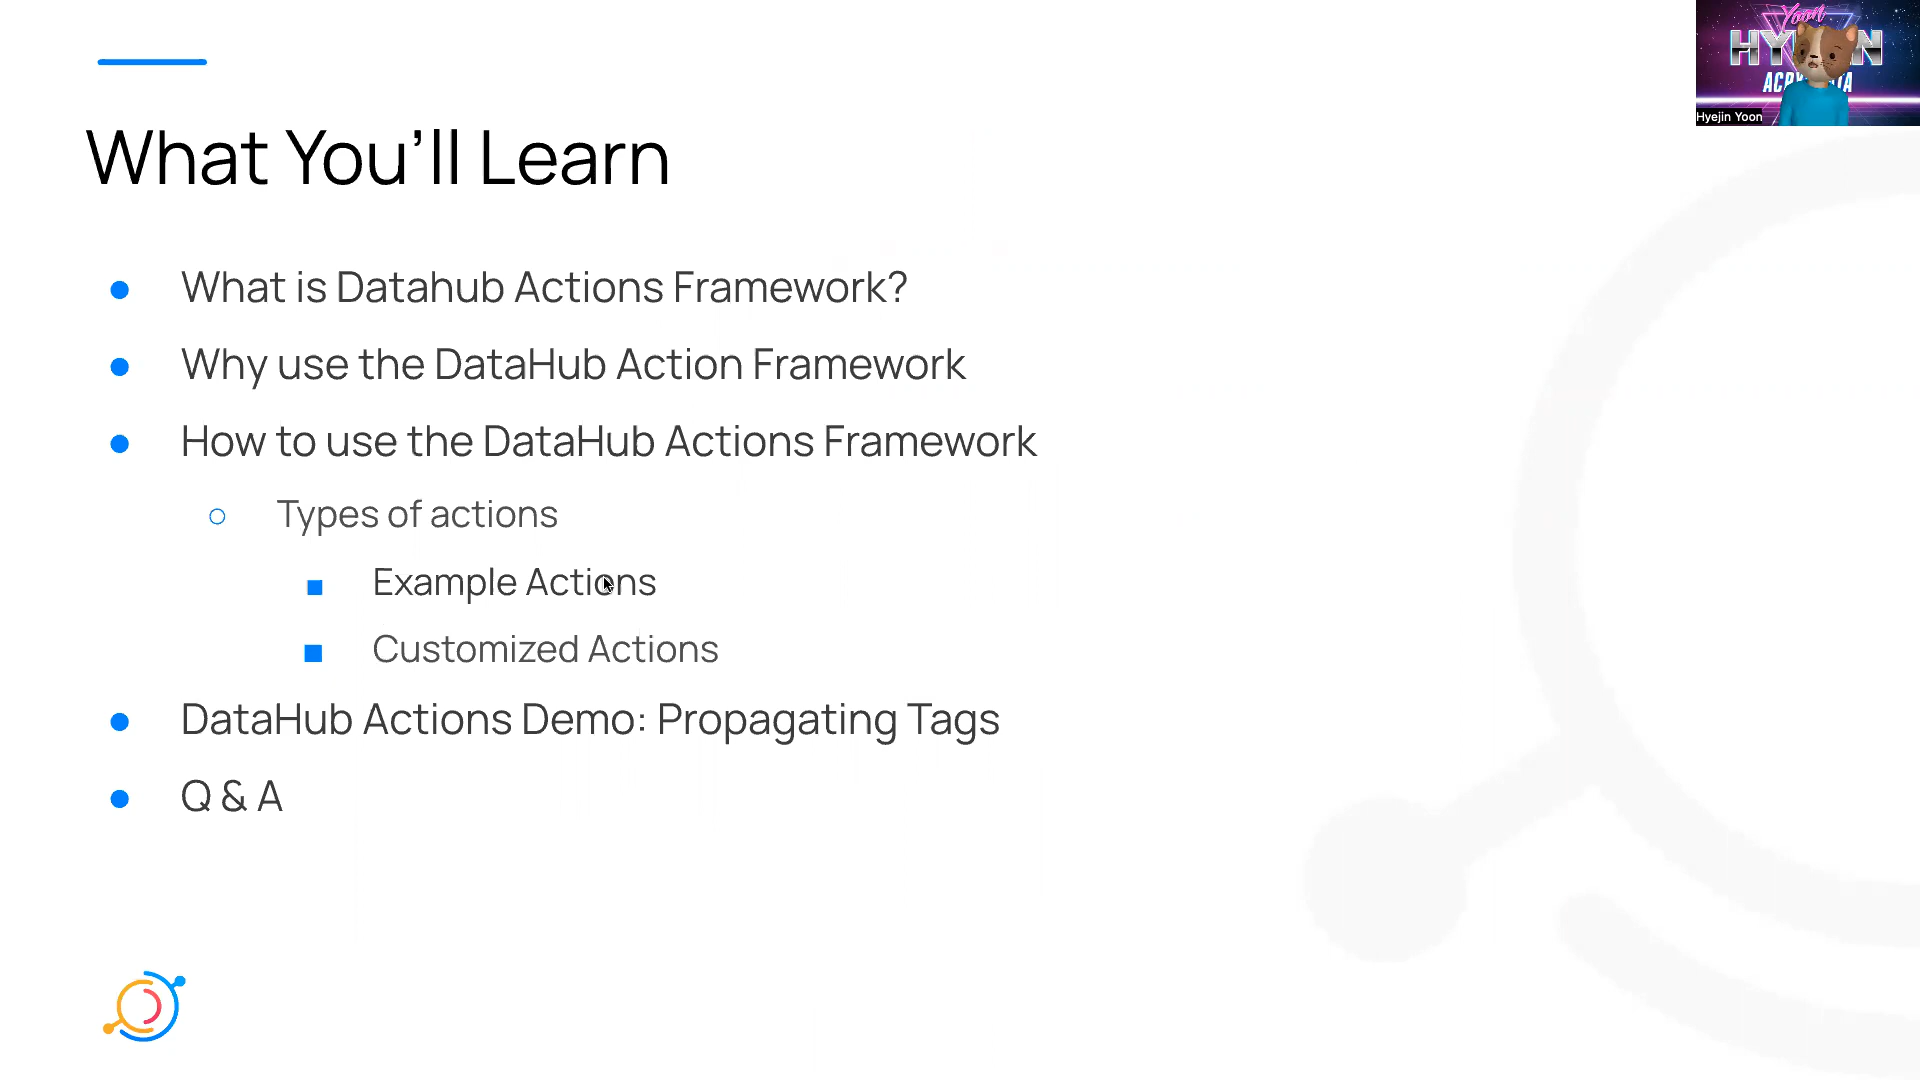 What You’ll Learn
What is Datahub Actions Framework?
Why use the DataHub Action Framework
How to use the DataHub Actions Framework
Types of actions
Example Actions
Customized Actions
DataHub Actions Demo: Propagating Tags
Q & A
Yoon
Hyejin Yoon